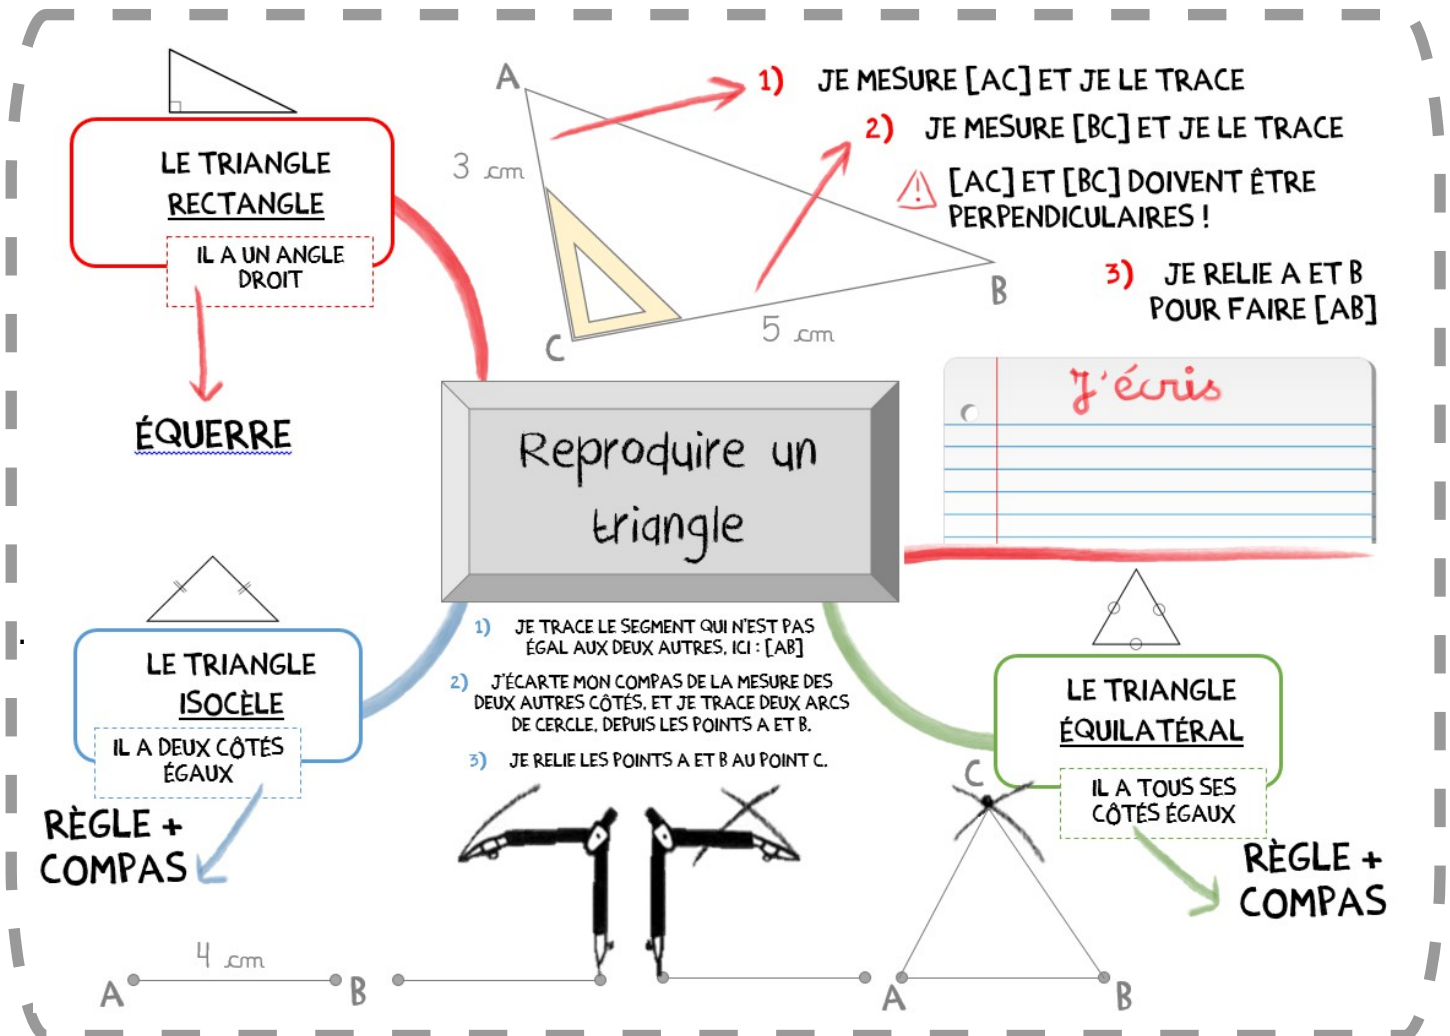 LE TRIANGLE
RECTANGLE
IL A UN ANGLE
DROIT
ÉQUERRE
A
3 cm
C
5 cm
B
1) JE MESURE [AC] ET JE LE TRACE
2) JE MESURE [BC] ET JE LE TRACE
[AC] ET [BC] DOIVENT ÊTRE
PERPENDICULAIRES !
3) JE RELIE A ET B
POUR FAIRE [AB]
J'écris
Reproduire un
triangle
LE TRIANGLE
ISOCÈLE
IL A DEUX CÔTÉS
ÉGAUX
RÈGLE +
COMPAS
1) JE TRACE LE SEGMENT QUI N'EST PAS
ÉGAL AUX DEUX AUTRES, ICI : [AB]
2) J'ÉCARTE MON COMPAS DE LA MESURE DES
DEUX AUTRES CÔTÉS, ET JE TRACE DEUX ARCS
DE CERCLE, DEPUIS LES POINTS A ET B.
3) JE RELIE LES POINTS A ET B AU POINT C.
LE TRIANGLE
ÉQUILATÉRAL
IL A TOUS SES
CÔTÉS ÉGAUX
RÈGLE +
COMPAS
4 cm
A
B
C
A
B